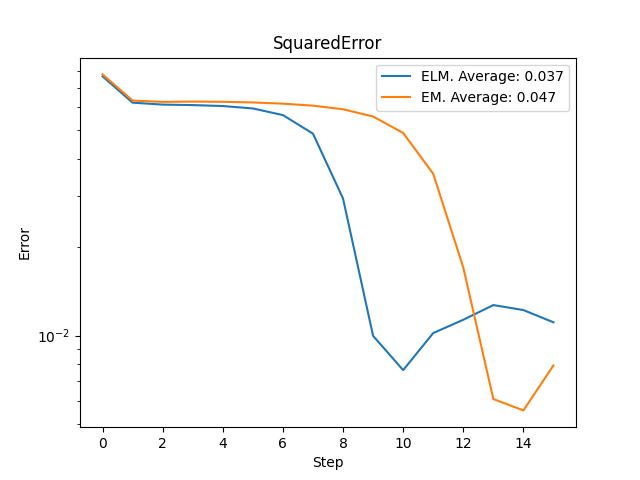 SquaredError
ELM. Average: 0.037
EM. Average: 0.047
Error
10⁻²
0 2 4 6 8 10 12 14
Step